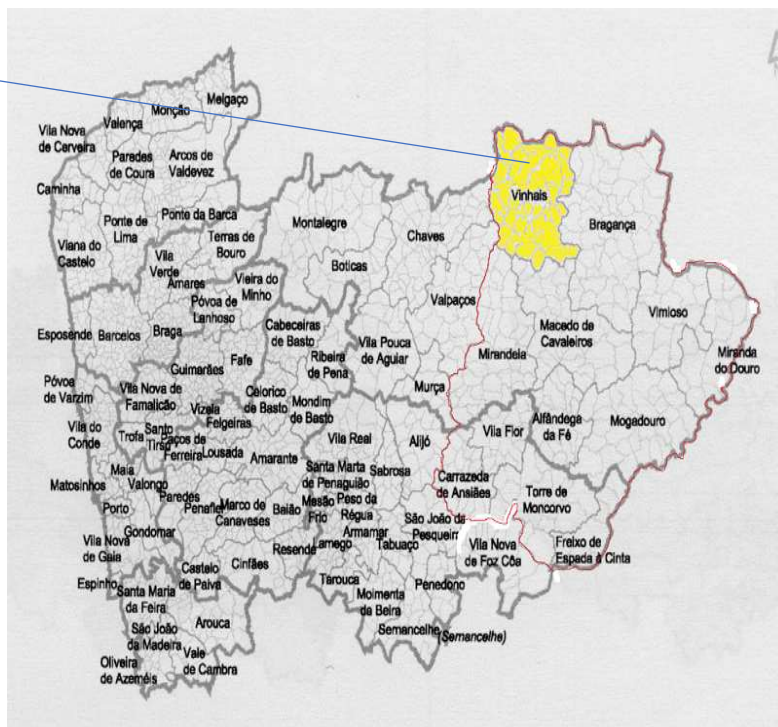 Melgaço
Monção
Valença
Vila Nova
de Cerveira
Paredes
de Coura
Arcos de
Valdevez
Caminha
Ponte da Barca
Ponte de
Lima
Viana do
Castelo
Terras de
Bouro
Vila
Verde
Amares
Vieira do
Minho
Póvoa de
Lanhoso
Montalegre
Boticas
Chaves
Vinhais
Bragança
Valpaços
Vimioso
Miranda
do Douro
Macedo de
Cavaleiros
Mirandela
Esposende
Barcelos
Braga
Cabeceiras
de Basto
Ribeira
de Pena
Vila Pouca
de Aguiar
Fafe
Guimarães
Murça
Póvoa
de Varzim
Vila Nova de
Famalicão
Celorico
de Basto
Mondim
de Basto
Vizela
Felgeiras
Vila do
Conde
Trofa
Santo
Tirso
Paços de
Ferreira
Lousada
Amarante
Vila Real
Alijó
Sabrosa
Vila Flor
Alfândega
da Fé
Mogadouro
Maia
Matosinhos
Valongo
Paredes
Penafiel
Marco de
Canaveses
Baião
Santa Marta
de Penaguião
Mesão
Frio
Peso da
Régua
Carrazeda
de Ansiães
Torre de
Moncorvo
Porto
Gondomar
Vila Nova
de Gaia
Resende
Lamego
Armamar
Tabuaço
São João da
Pesqueira
Vila Nova
de Foz Côa
Freixo de
Espada à Cinta
Espinho
Castelo
de Paiva
Cinfães
Tarouca
Moimenta
da Beira
Penedono
Santa Maria
da Feira
Arouca
Sernancelhe
(Sernancelhe)
São João
da Madeira
Vale
de Cambra
Oliveira
de Azeméis